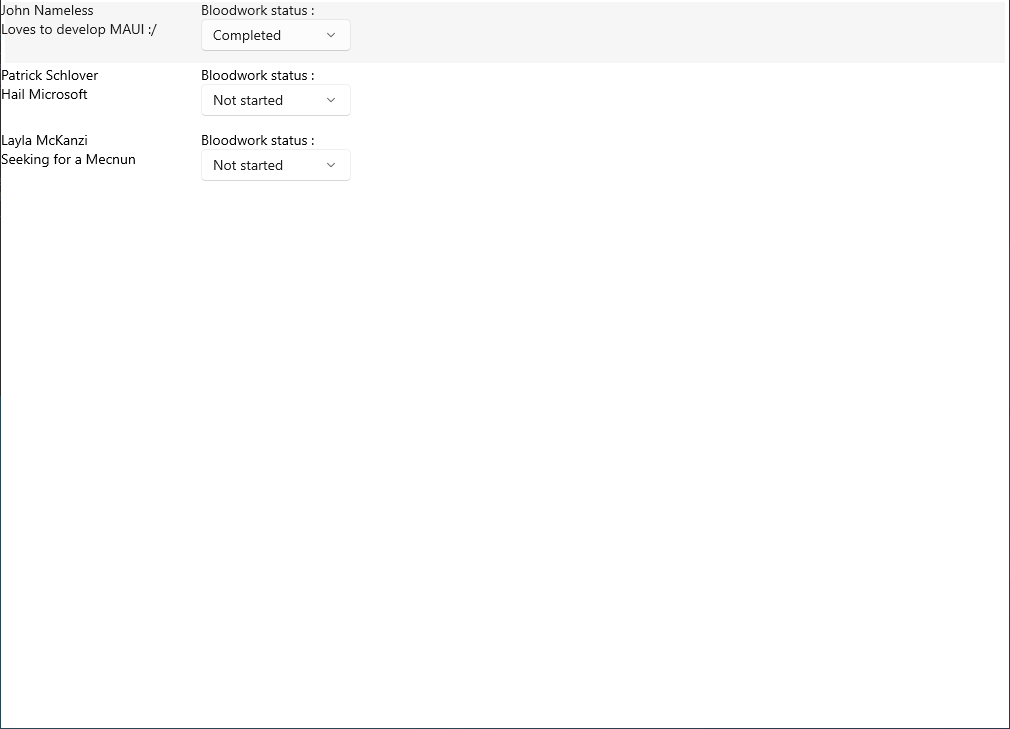 John Nameless
Loves to develop MAUI :/
Bloodwork status :
Completed
Patrick Schlover
Hail Microsoft
Bloodwork status :
Not started
Layla McKanzi
Seeking for a Mecnun
Bloodwork status :
Not started